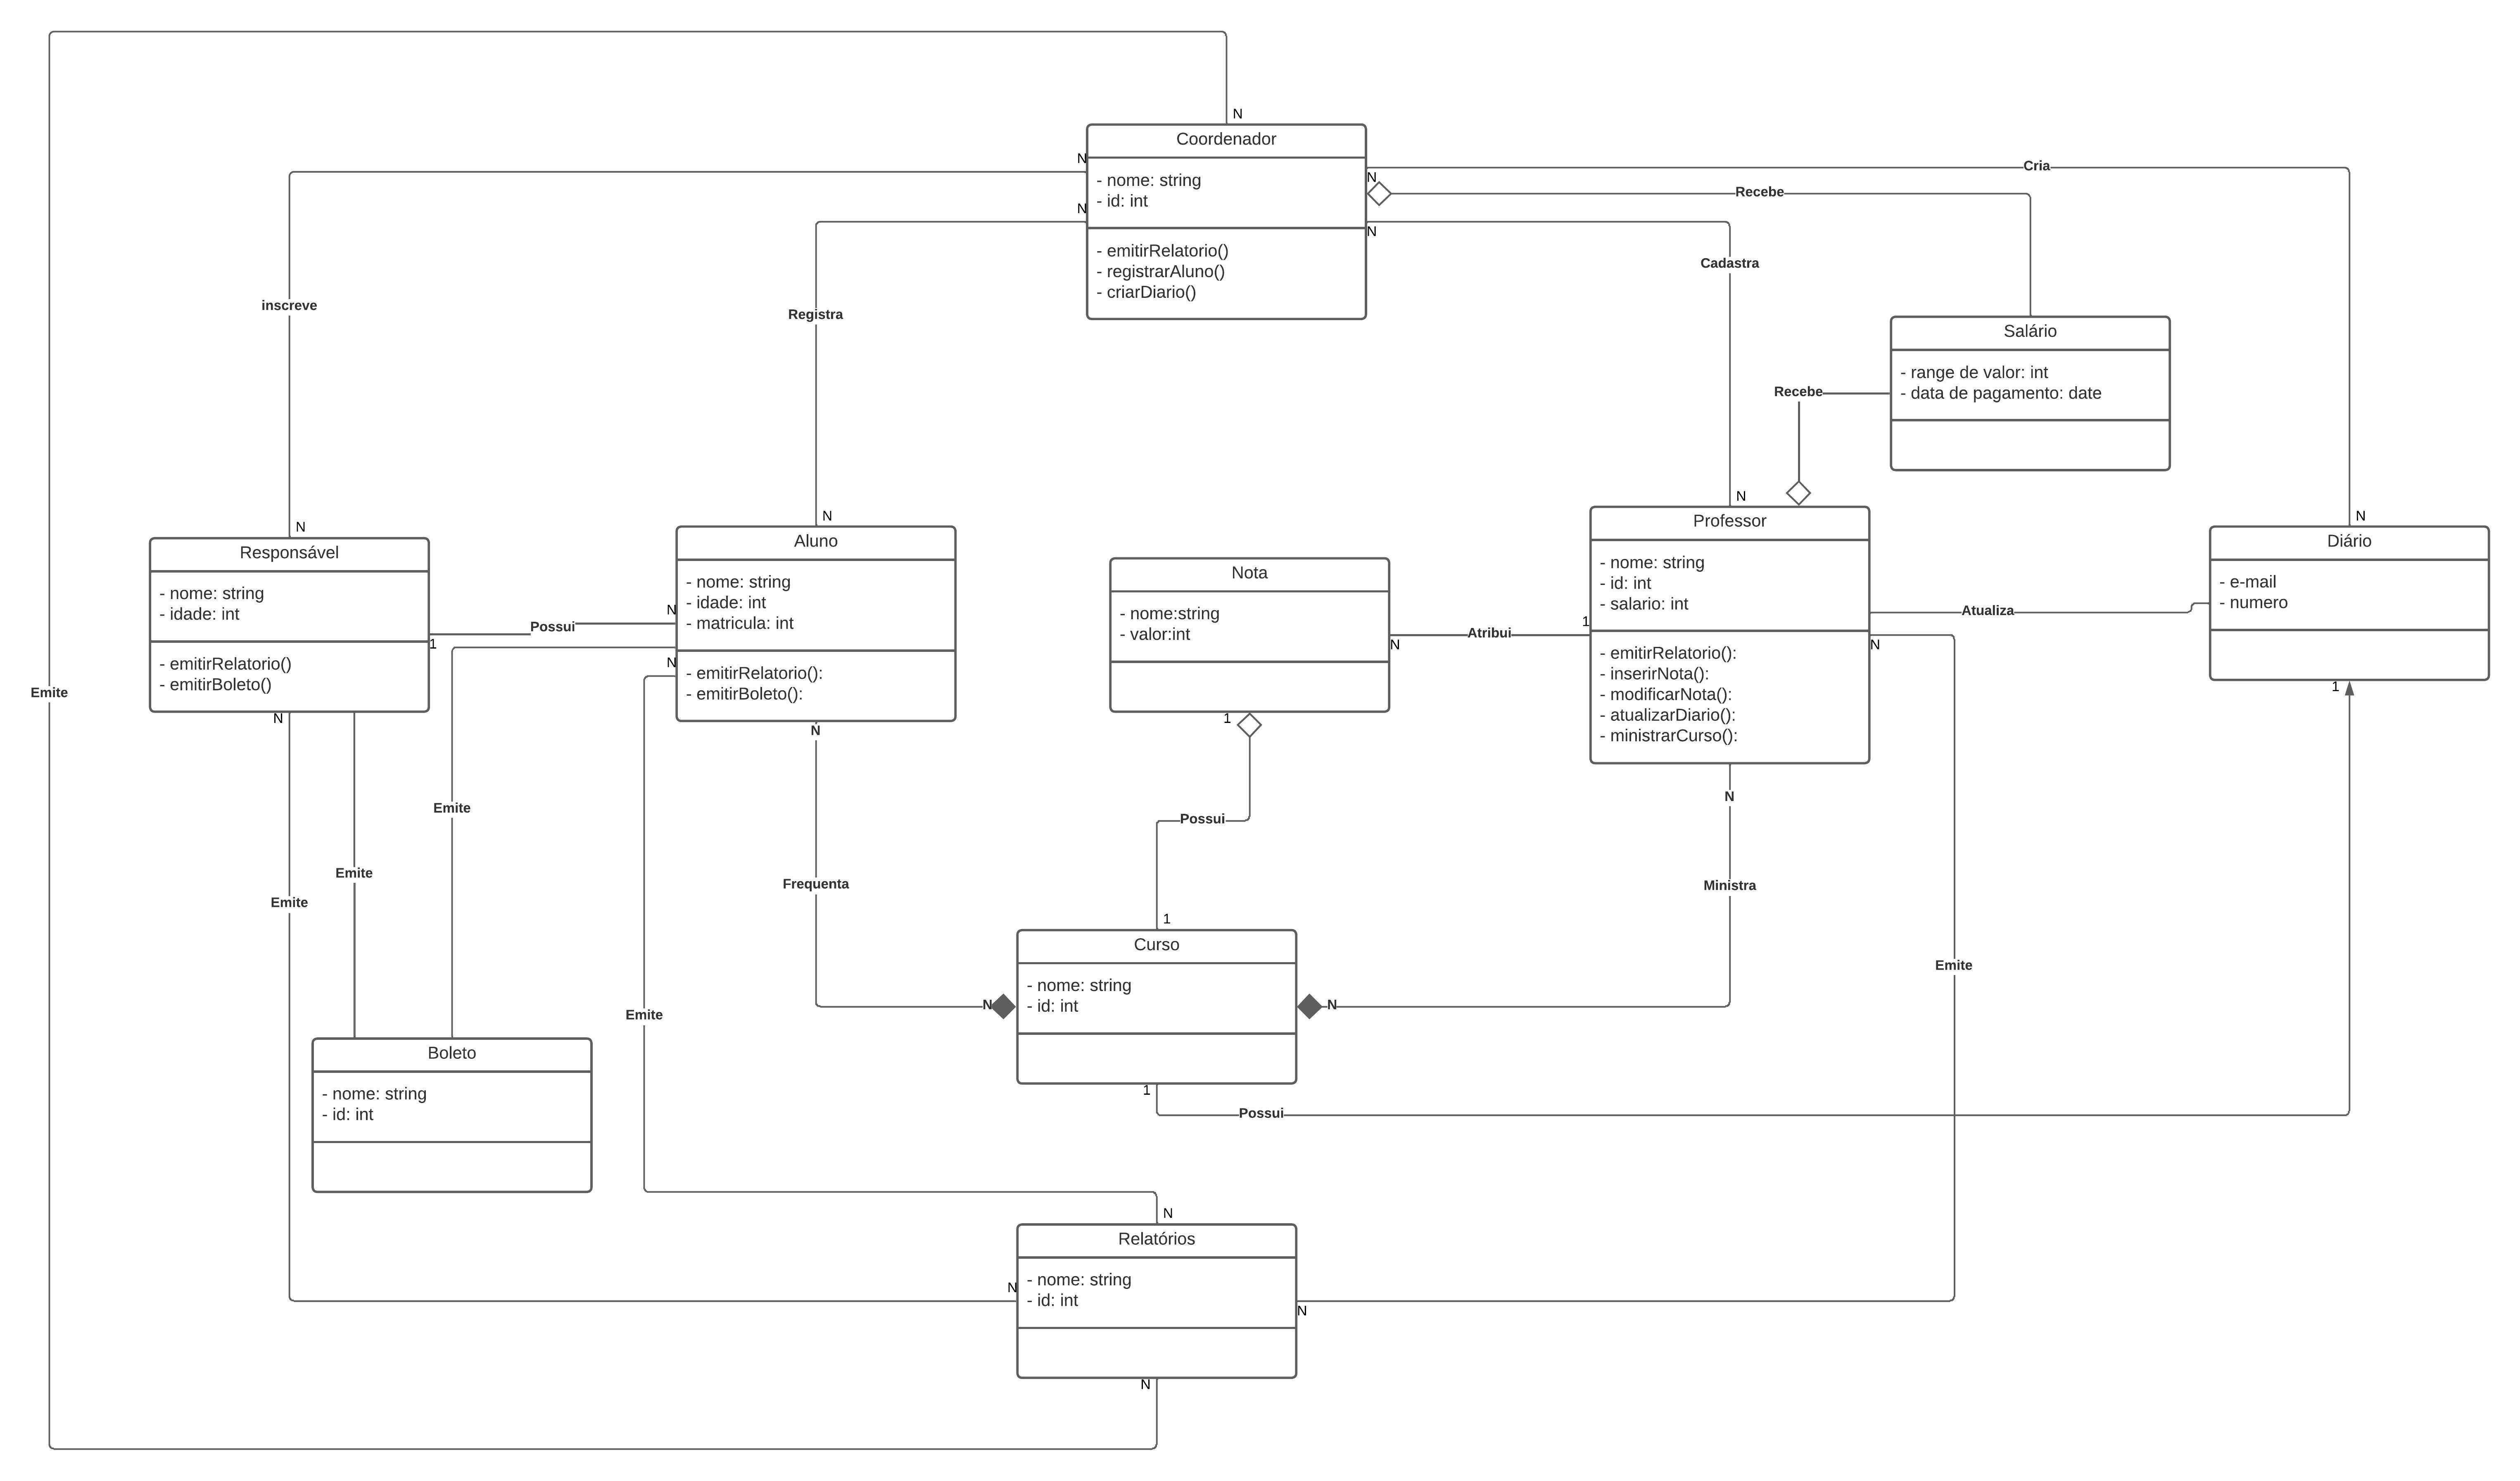 N
Coordenador
N
- nome: string
- id: int
N
N
N
- emitirRelatorio()
- registrarAluno()
- criarDiario()
Cria
Recebe
Cadastra
inscreve
Registra
Salário
- range de valor: int
- data de pagamento: date
Recebe
N
Responsável
- nome: string
- idade: int
- emitirRelatorio()
- emitirBoleto()
1
N
Possui
N
Aluno
- nome: string
- idade: int
- matricula: int
- emitirRelatorio():
- emitirBoleto():
N
N
N
Nota
- nome:string
- valor:int
N
1
Atribui
N
Professor
- nome: string
- id: int
- salario: int
- emitirRelatorio():
- inserirNota():
- modificarNota():
- atualizarDiario():
- ministrarCurso():
1
N
N
Atualiza
N
Diário
- e-mail
- numero
1
Emite
Emite
Emite
Emite
Frequenta
Possui
Ministra
Emite
Emite
1
Curso
- nome: string
- id: int
N
N
1
Possui
Boleto
- nome: string
- id: int
N
Relatórios
- nome: string
- id: int
N
N
N